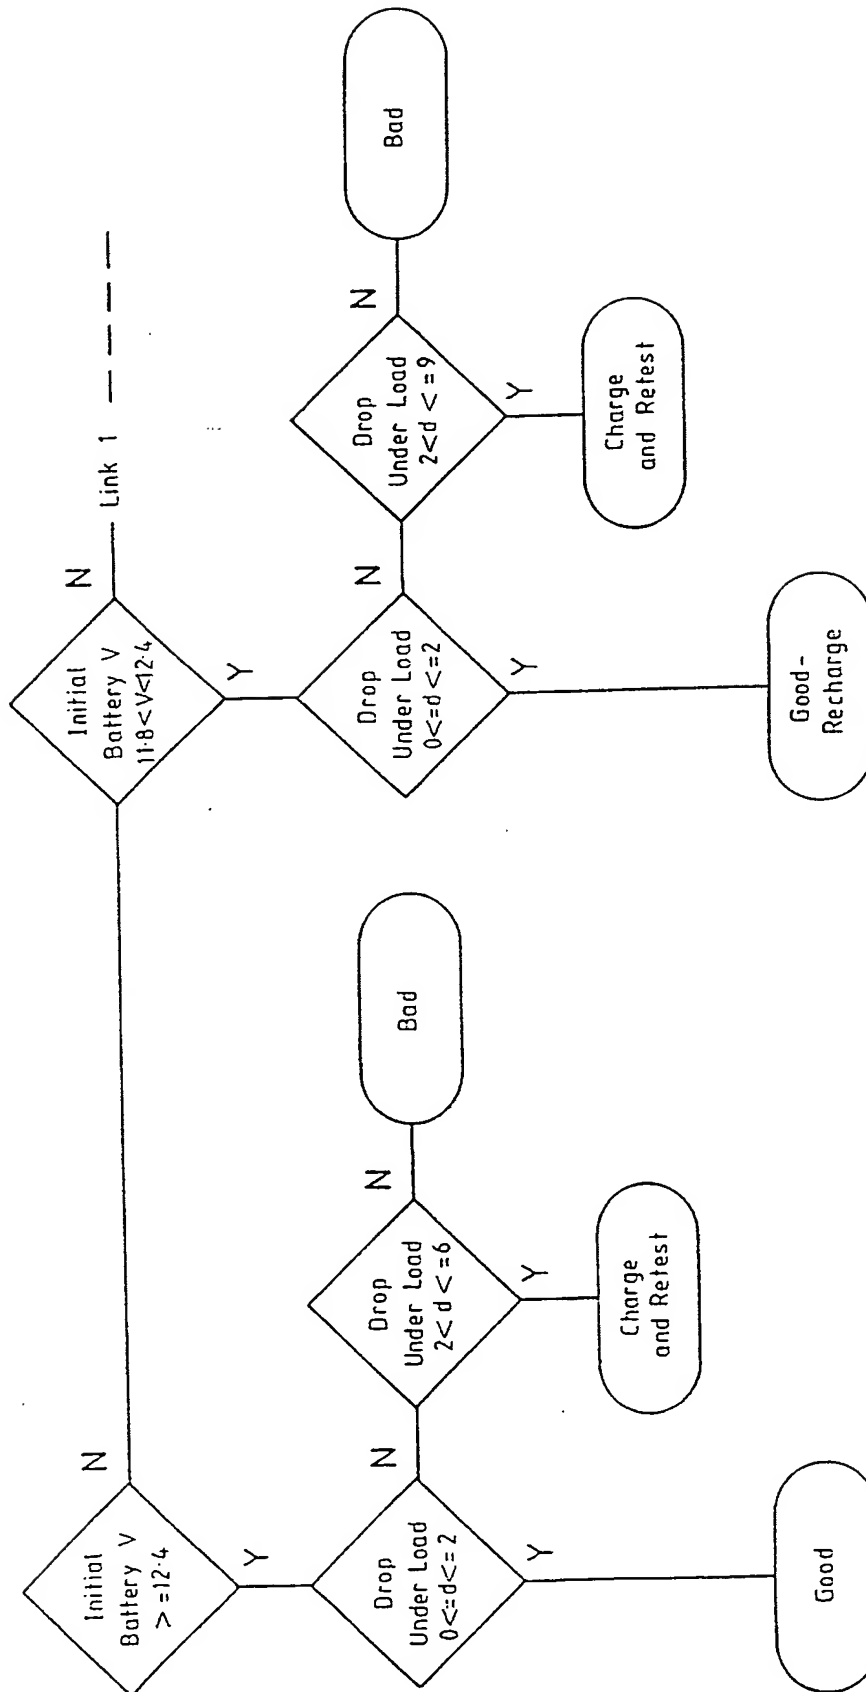 Initial
Battery V
> =12·4
N
Y
Drop
Under Load
0<=d<=2
N
Y
Good
Drop
Under Load
2< d < =6
N
Y
Charge
and Retest
Bad
Initial
Battery V
11·8<V<12·4
N
Link 1
Y
Drop
Under Load
0<=d <=2
N
Y
Good-
Recharge
Drop
Under Load
2<d < =9
N
Y
Charge
and Retest
Bad